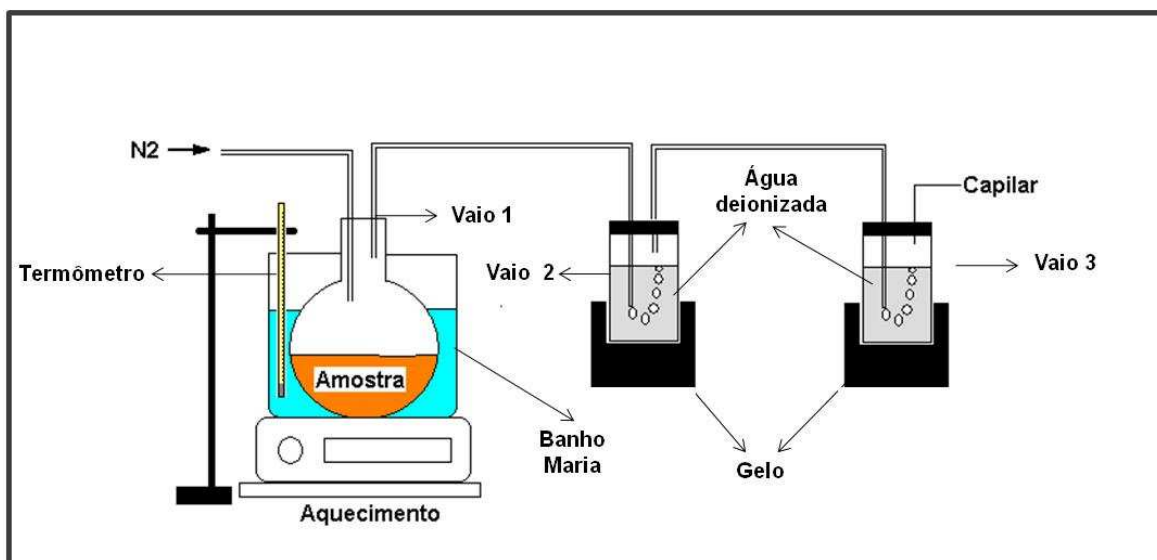 N2
Vaio 1
Água
deionizada
Capilar
Termômetro
Vaio 2
Vaio 3
Amostra
Banho
Maria
Gelo
Aquecimento